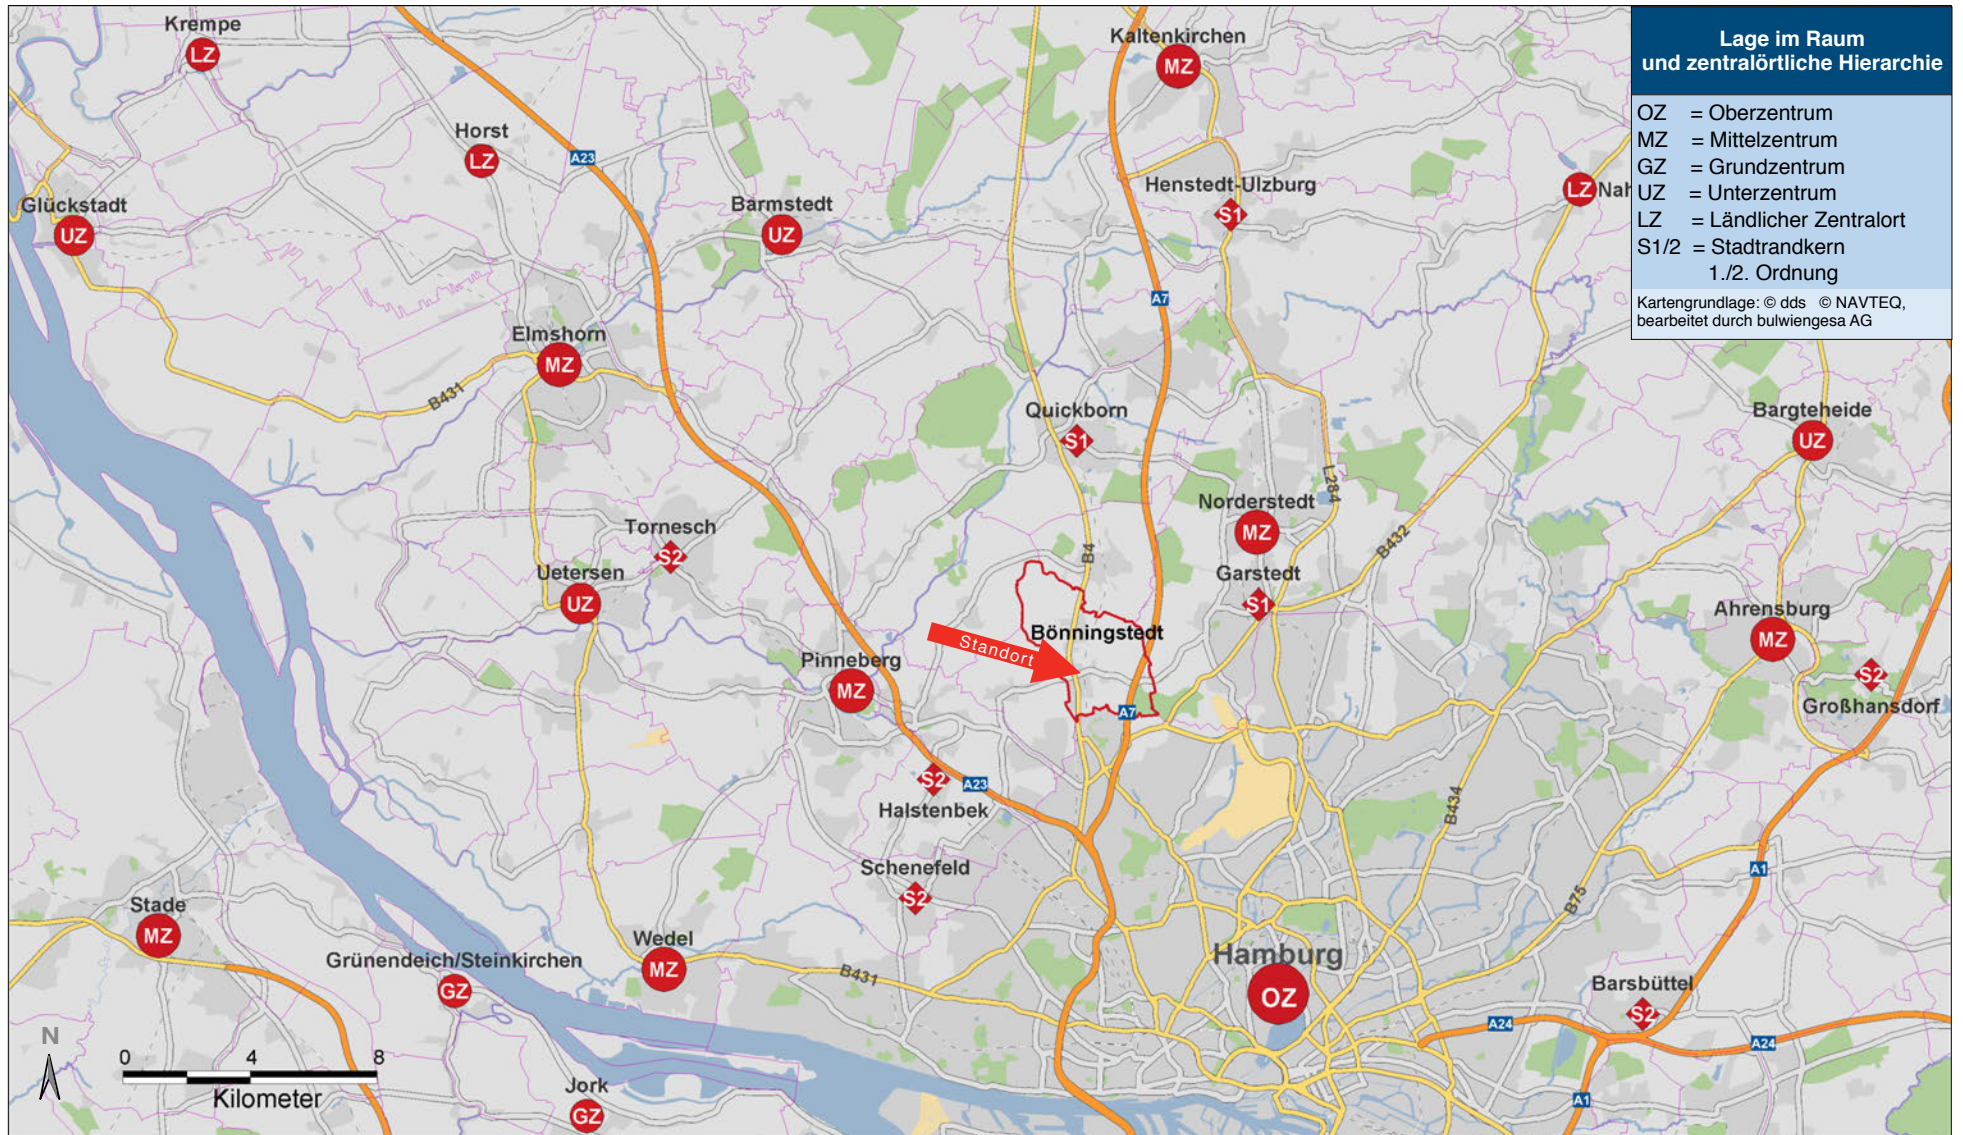 Krempe
LZ
Kaltenkirchen
MZ
Lage im Raum
und zentralörtliche Hierarchie
OZ = Oberzentrum
MZ = Mittelzentrum
GZ = Grundzentrum
UZ = Unterzentrum
LZ = Ländlicher Zentralort
S1/2 = Stadtrandkern
1./2. Ordnung
Kartengrundlage: © dds © NAVTEQ,
bearbeitet durch bulwiengesa AG
Horst
LZ
A23
Henstedt-Ulzburg
S1
LZ Nah
Glückstadt
UZ
Barmstedt
UZ
A7
Elmshorn
MZ
B431
Quickborn
S1
Bargteheide
UZ
L284
Norderstedt
MZ
B432
Tornesch
S2
B4
Uetersen
UZ
Garstedt
S1
Ahrensburg
MZ
Bönningstedt
Standort
Pinneberg
MZ
S2
Großhansdorf
A7
S2
Halstenbek
A23
B434
Schenefeld
S2
A1
B75
Stade
MZ
Wedel
MZ
B431
Grünendeich/Steinkirchen
GZ
Hamburg
OZ
Barsbüttel
S2
A24
A24
N
0 4 8
Kilometer
Jork
GZ
A1